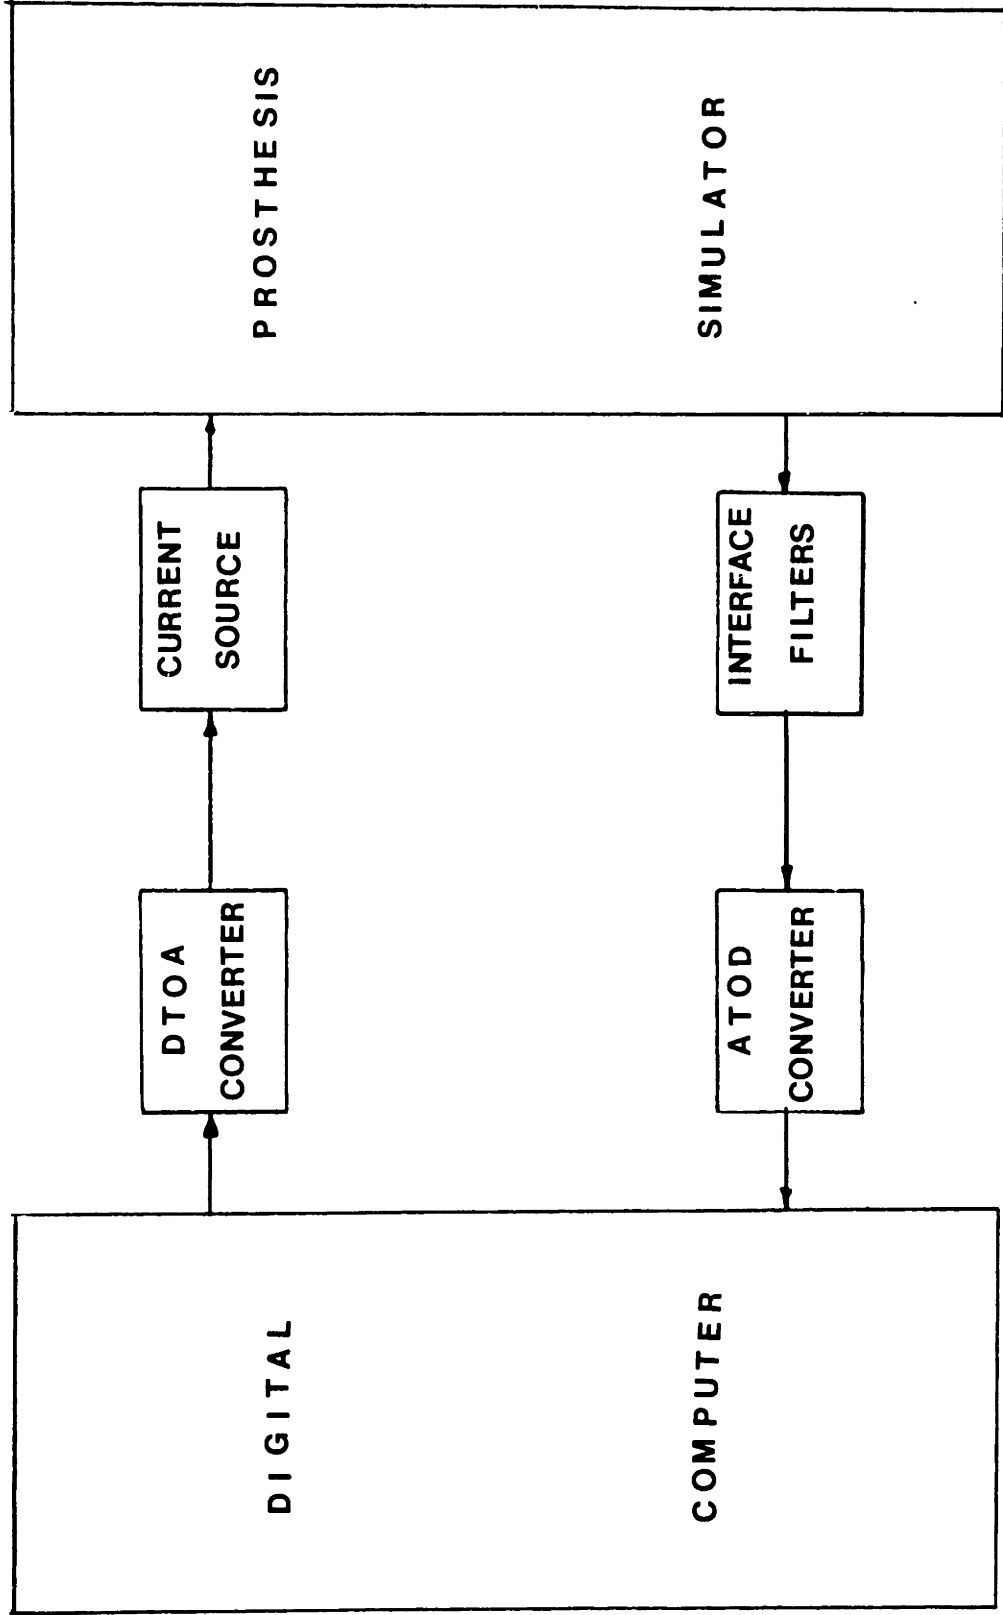 DIGITAL
COMPUTER
DTOA
CONVERTER
CURRENT
SOURCE
ATOD
CONVERTER
INTERFACE
FILTERS
PROSTHESIS
SIMULATOR